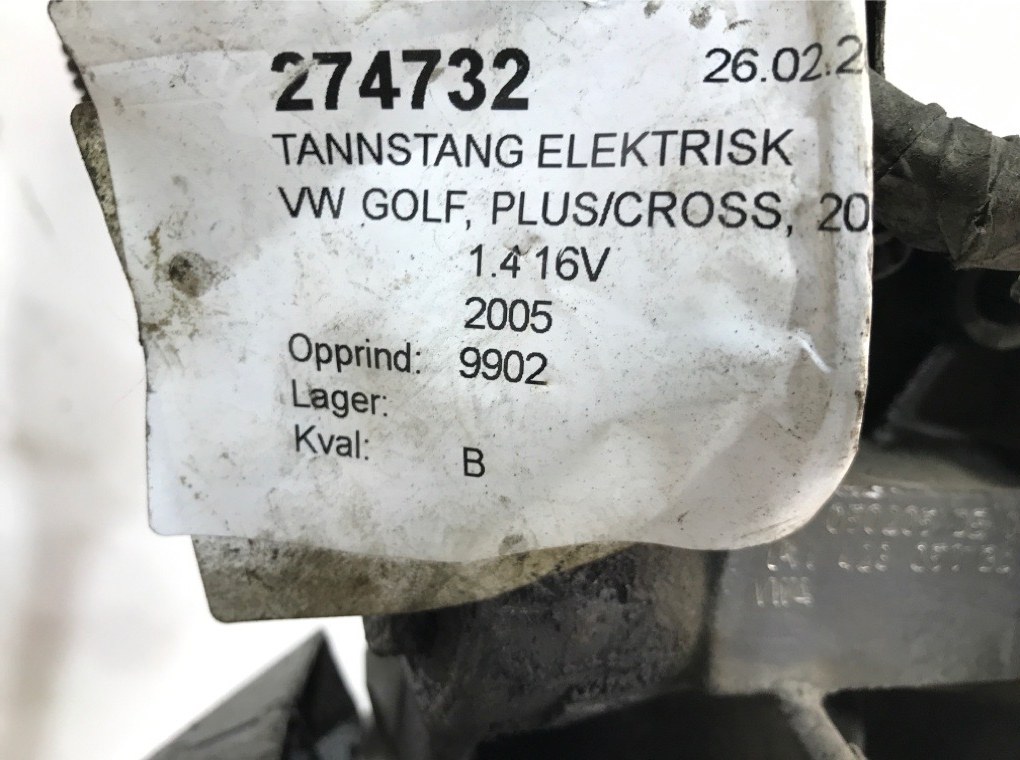 274732 26.02.2
TANNSTANG ELEKTRISK
VW GOLF, PLUS/CROSS, 20
1.4 16V
2005
Opprind: 9902
Lager:
Kval: B